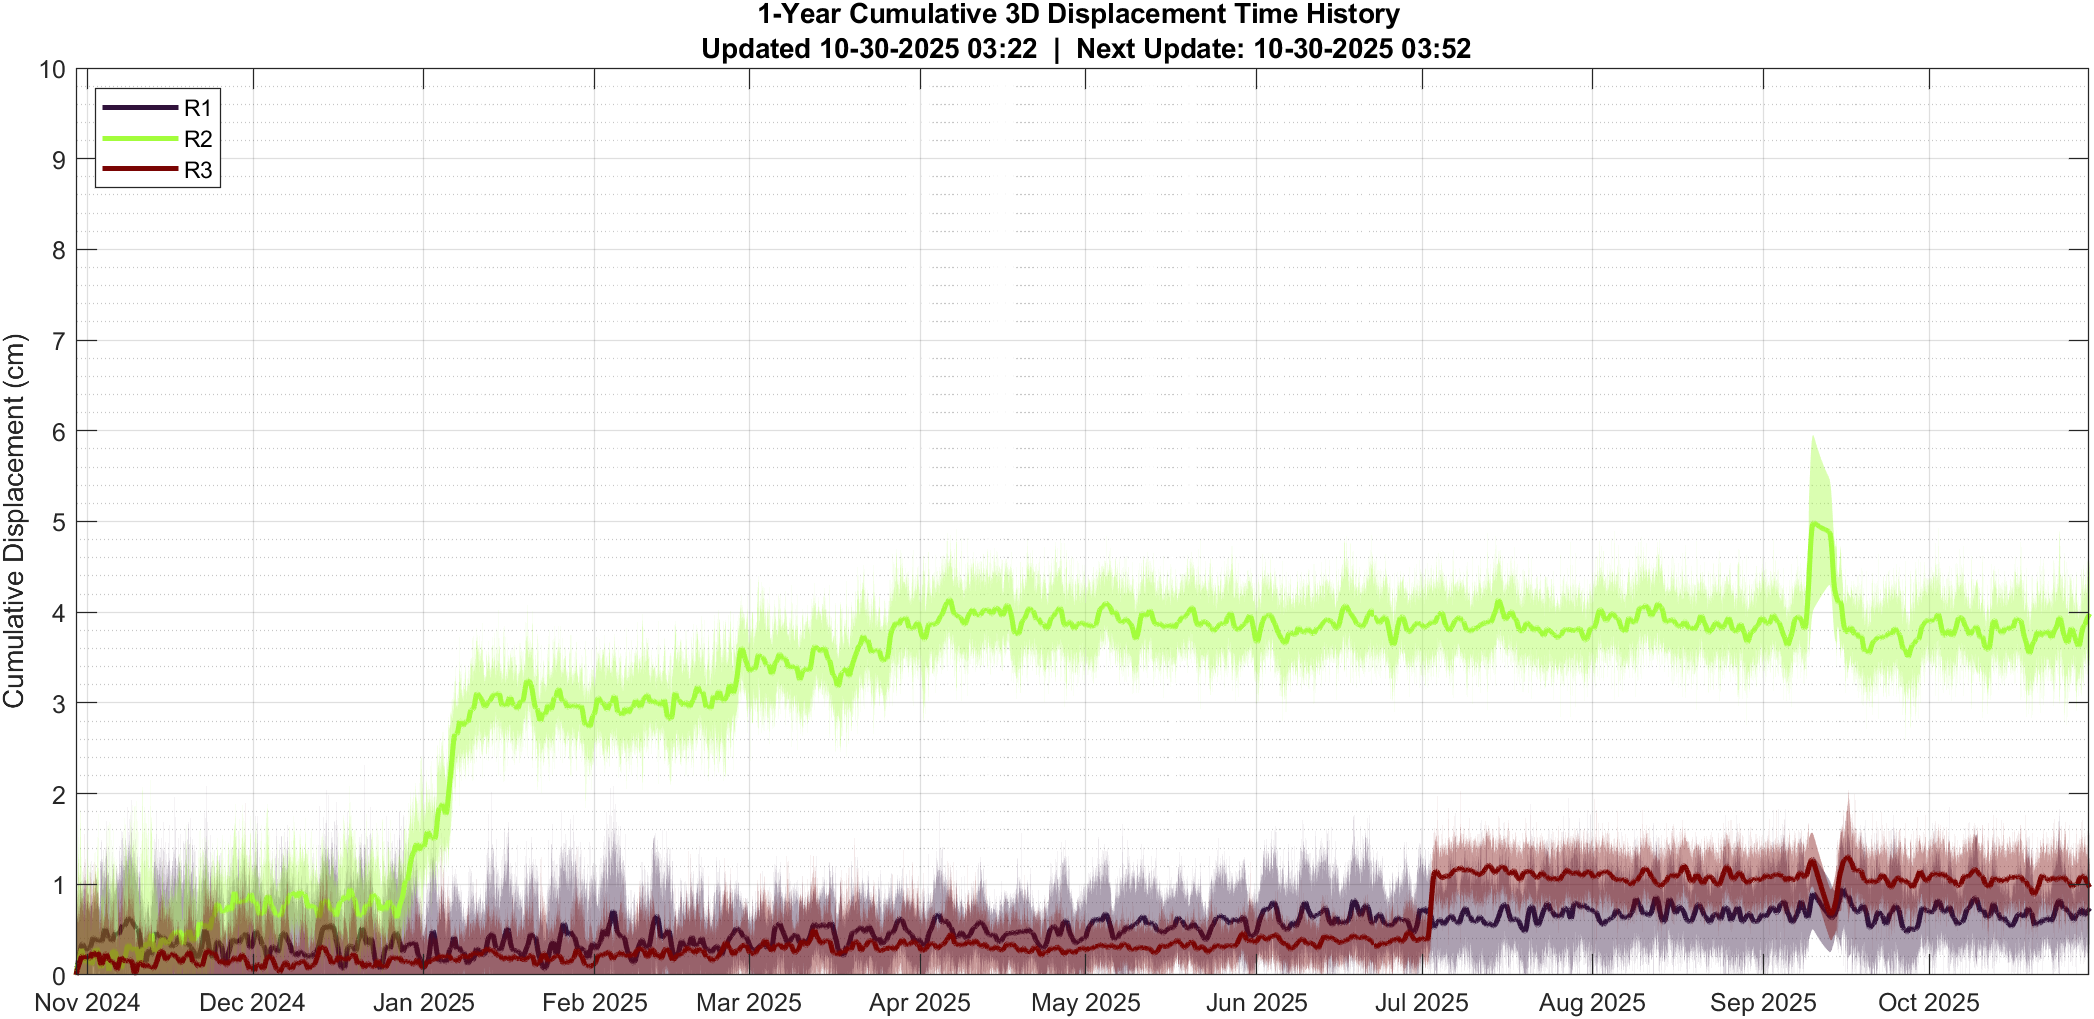 1-Year Cumulative 3D Displacement Time History
Updated 10-30-2025 03:22 | Next Update: 10-30-2025 03:52
R1
R2
R3
Cumulative Displacement (cm)
10
9
8
7
6
5
4
3
2
1
0
Nov 2024 Dec 2024 Jan 2025 Feb 2025 Mar 2025 Apr 2025 May 2025 Jun 2025 Jul 2025 Aug 2025 Sep 2025 Oct 2025